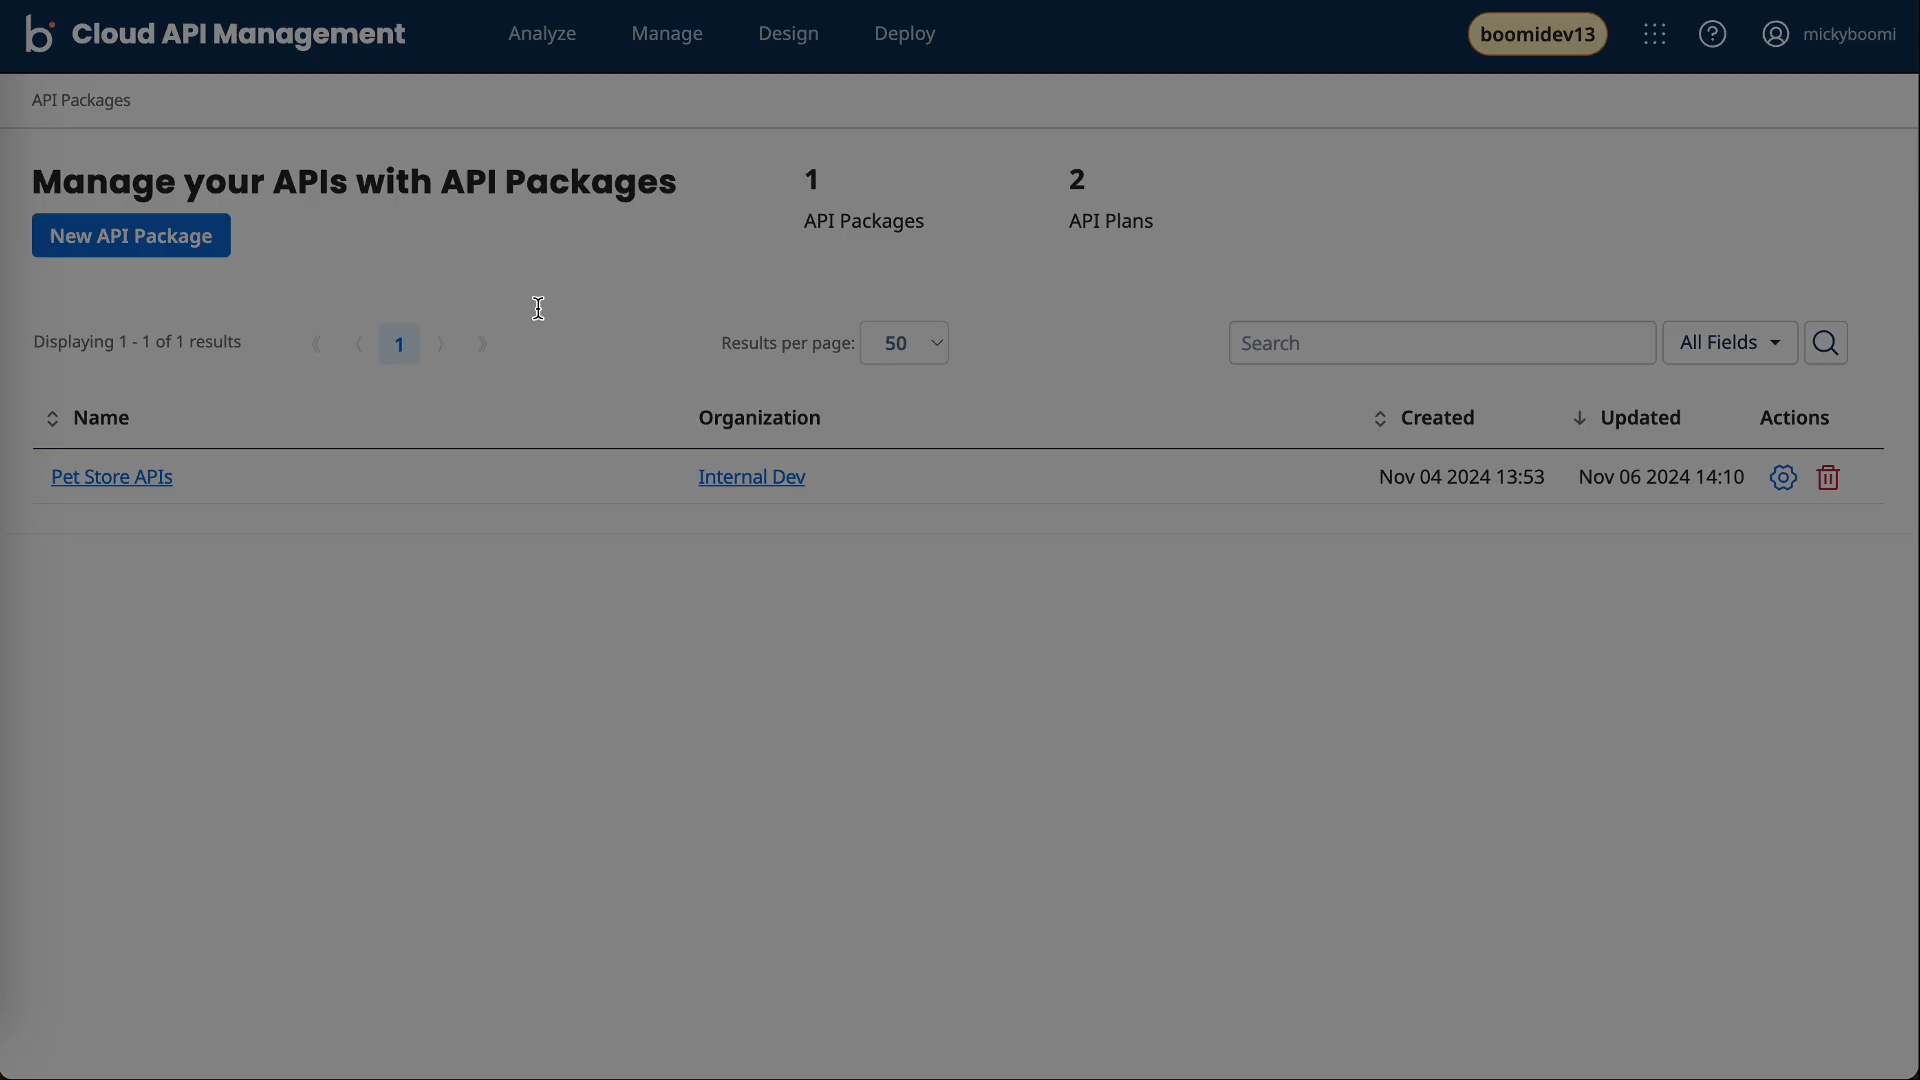 Cloud API Management
Analyze
Manage
Design
Deploy
boomidev13
mickyboomi
API Packages
Manage your APIs with API Packages
New API Package
1
API Packages
2
API Plans
Displaying 1 - 1 of 1 results
1
Results per page:
50
Search
All Fields
Name
Organization
Created
Updated
Actions
Pet Store APIs
Internal Dev
Nov 04 2024 13:53
Nov 06 2024 14:10